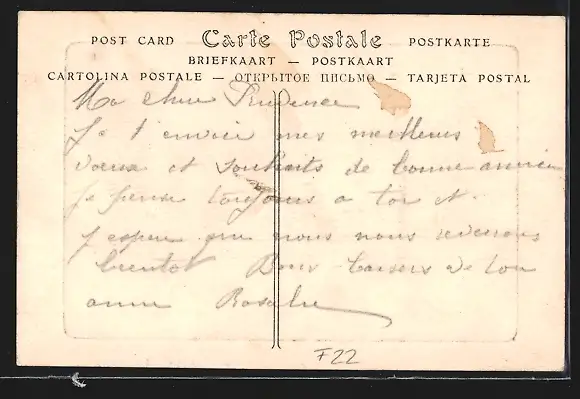 POST CARD Carte Postale POSTKARTE
BRIEFKAART — POSTKAART
CARTOLINA POSTALE — ОТКРЫТОЕ ПИСЬМО — TARJETA POSTAL
Ma chère Prudence
Je t'envoie mes meilleurs
voeux et souhaits de bonne année
je pense toujours a toi et
j'espère que nous nous reverrons
bientot Bons baisers de ton
amie Rosalie
F22